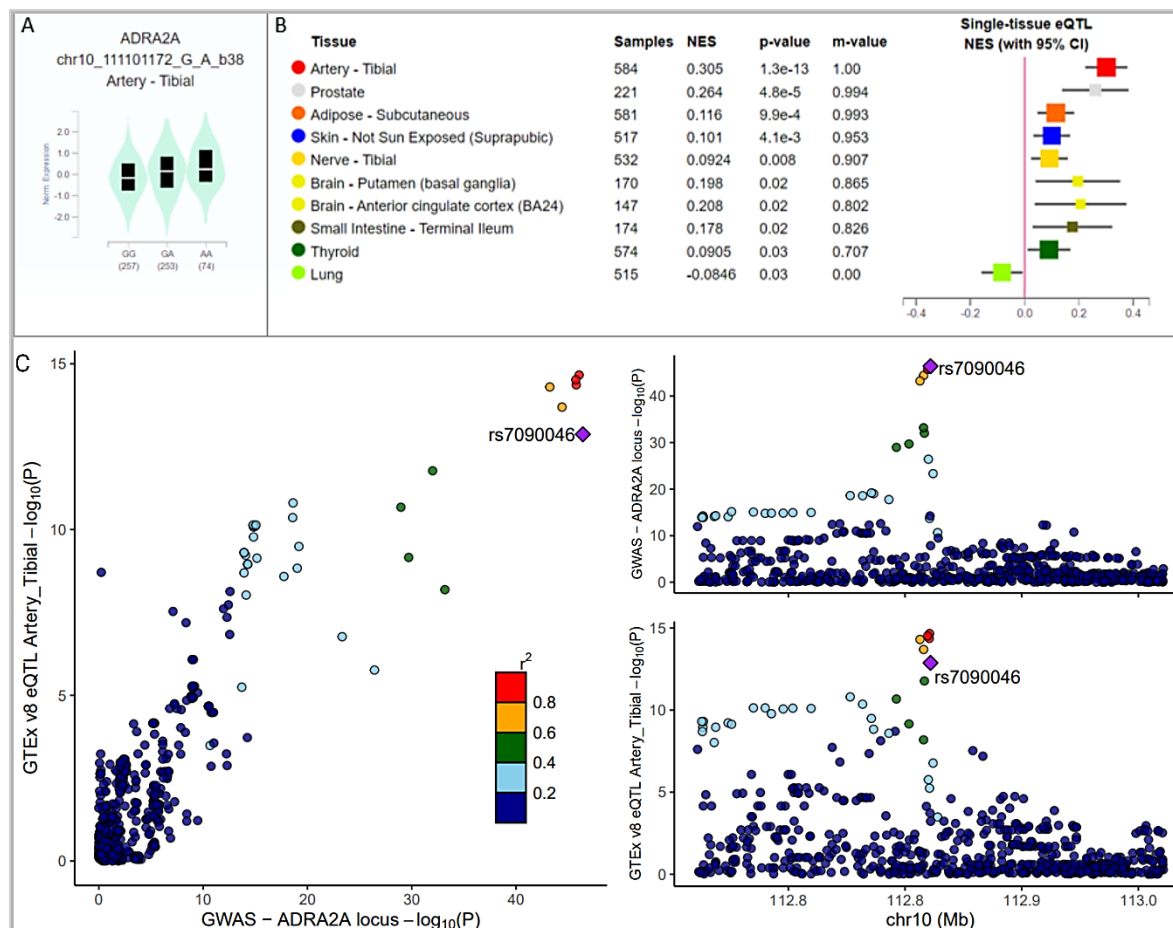 A
ADRA2A
chr10_111101172_G_A_b38
Artery - Tibial
Norm. Expression
2.0
1.0
0.0
-1.0
-2.0
GG GA AA
(257) (253) (74)
B
Tissue Samples NES p-value m-value Single-tissue eQTL
NES (with 95% CI)
Artery - Tibial 584 0.305 1.3e-13 1.00
Prostate 221 0.264 4.8e-5 0.994
Adipose - Subcutaneous 581 0.116 9.9e-4 0.993
Skin - Not Sun Exposed (Suprapubic) 517 0.101 4.1e-3 0.953
Nerve - Tibial 532 0.0924 0.008 0.907
Brain - Putamen (basal ganglia) 170 0.198 0.02 0.865
Brain - Anterior cingulate cortex (BA24) 147 0.208 0.02 0.802
Small Intestine - Terminal Ileum 174 0.178 0.02 0.826
Thyroid 574 0.0905 0.03 0.707
Lung 515 -0.0846 0.03 0.00
-0.4 -0.2 0.0 0.2 0.4
C
GTEx v8 eQTL Artery_Tibial −log10(P)
15
10
5
0
rs7090046
r2
0.8
0.6
0.4
0.2
0 10 20 30 40
GWAS − ADRA2A locus −log10(P)
GWAS − ADRA2A locus −log10(P)
40
30
20
10
0
rs7090046
GTEx v8 eQTL Artery_Tibial −log10(P)
15
10
5
0
rs7090046
112.8 112.8 112.9 113.0
chr10 (Mb)